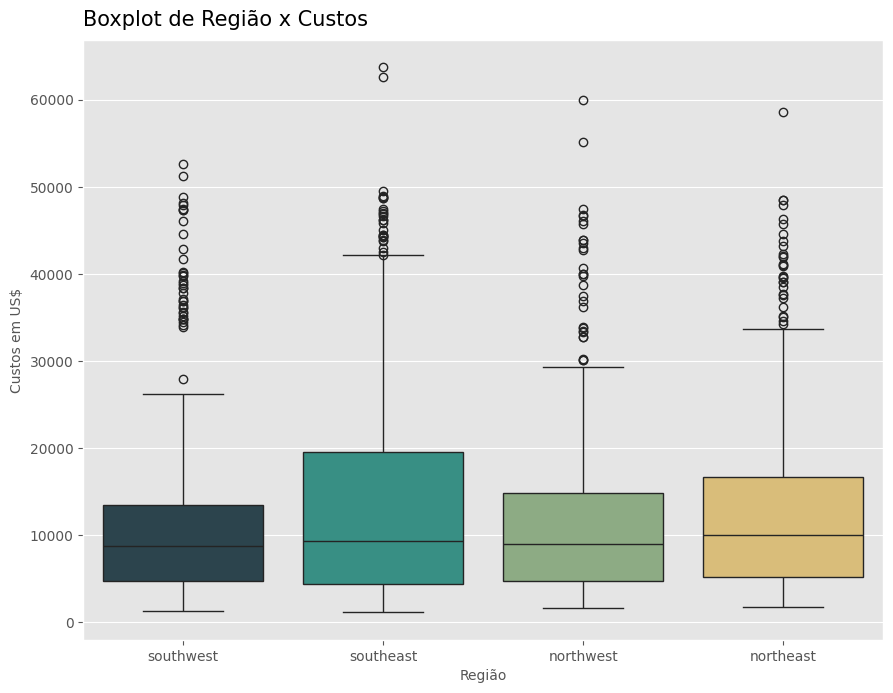 Boxplot de Região x Custos
60000
50000
40000
30000
20000
10000
0
Custos em US$
southwest southeast northwest northeast
Região